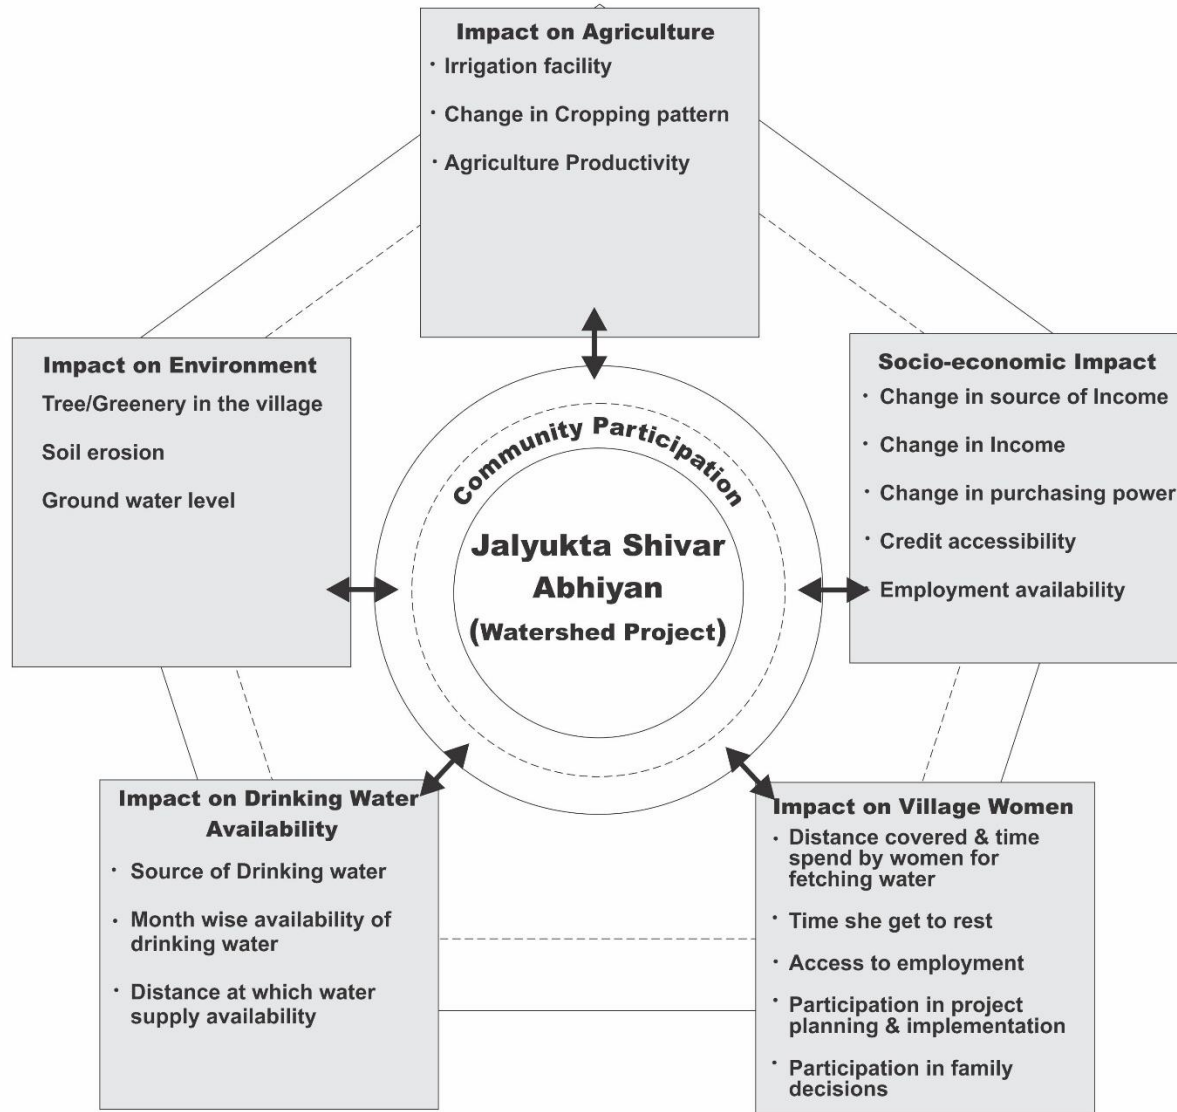 Impact on Agriculture
· Irrigation facility
· Change in Cropping pattern
· Agriculture Productivity
Impact on Environment
Tree/Greenery in the village
Soil erosion
Ground water level
Community Participation
Jalyukta Shivar
Abhiyan
(Watershed Project)
Socio-economic Impact
· Change in source of Income
· Change in Income
· Change in purchasing power
· Credit accessibility
· Employment availability
Impact on Drinking Water
Availability
· Source of Drinking water
· Month wise availability of
drinking water
· Distance at which water
supply availability
Impact on Village Women
· Distance covered & time
spend by women for
fetching water
· Time she get to rest
· Access to employment
· Participation in project
planning & implementation
· Participation in family
decisions